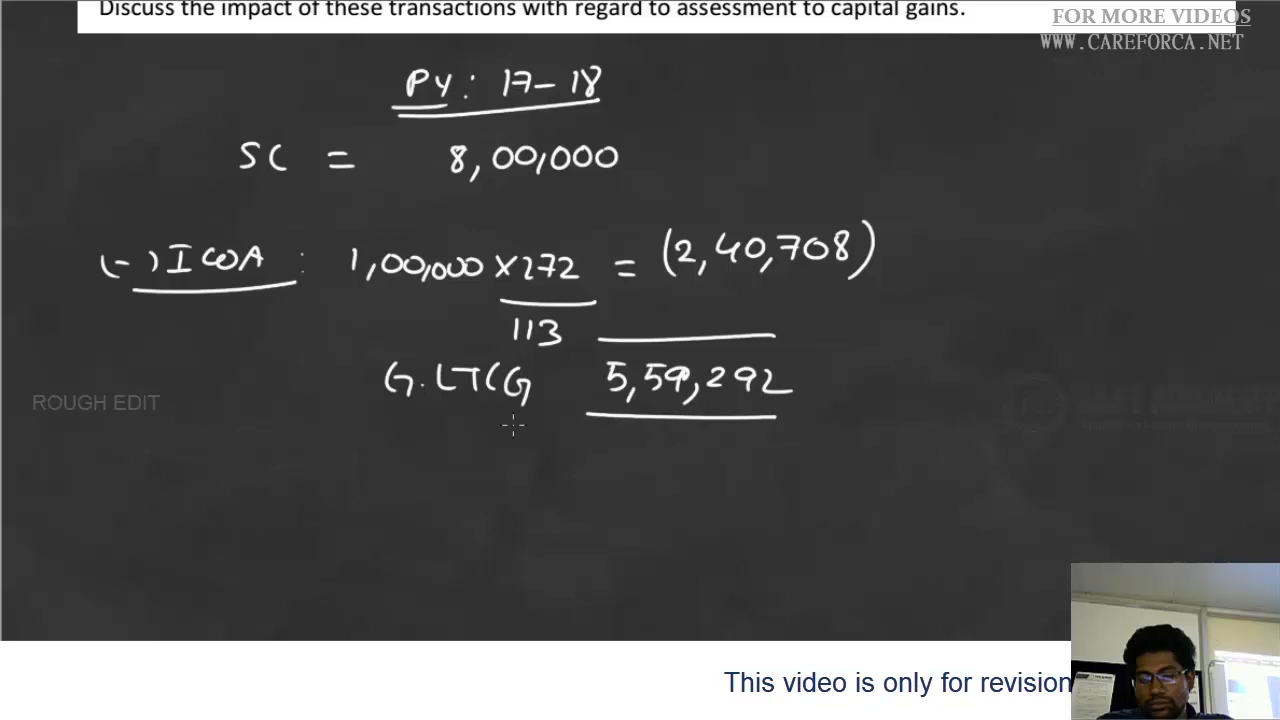 Discuss the impact of these transactions with regard to assessment to capital gains.
FOR MORE VIDEOS
WWW.CAREFORCA.NET
PY: 17-18
SC = 8,00,000
(-) ICOA : 1,00,000 × 272 = (2,40,708)
113
G.LTCG 5,59,292
ROUGH EDIT
This video is only for revision